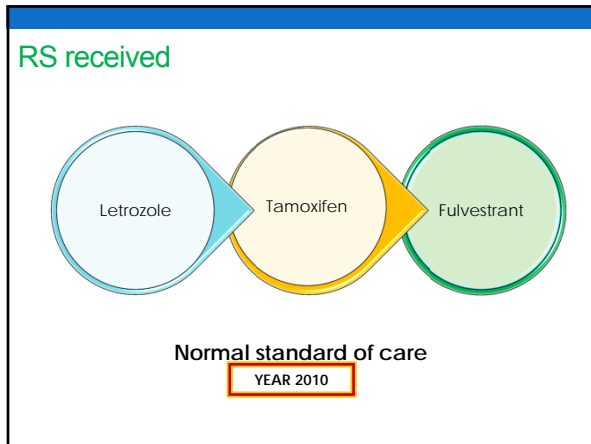 RS received
Letrozole
Tamoxifen
Fulvestrant
Normal standard of care
YEAR 2010